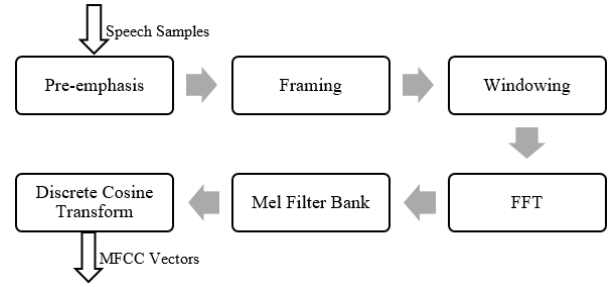 Speech Samples
Pre-emphasis
Framing
Windowing
FFT
Mel Filter Bank
Discrete Cosine
Transform
MFCC Vectors